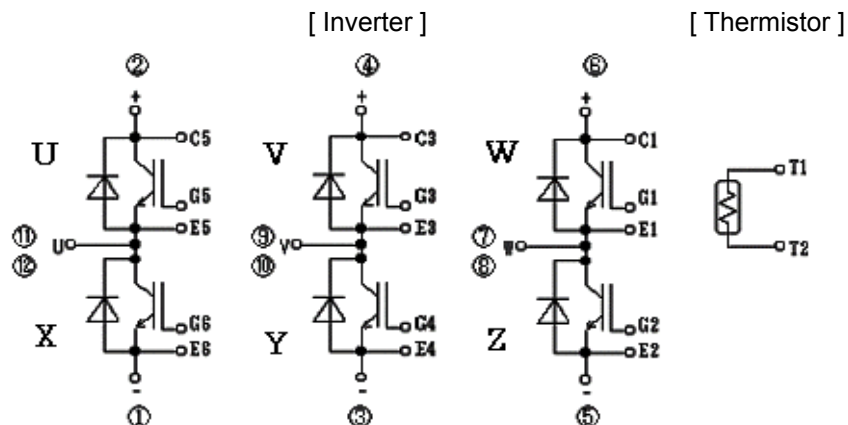 [ Inverter ] [ Thermistor ]
② ④ ⑥
+ + +
C5 C3 C1
U V W
T1
G5 G3 G1
E5 E3 E1
⑪ U ⑨ V ⑦ W
⑫ ⑩ ⑧
T2
G6 G4 G2
X Y Z
E6 E4 E2
- - -
① ③ ⑤